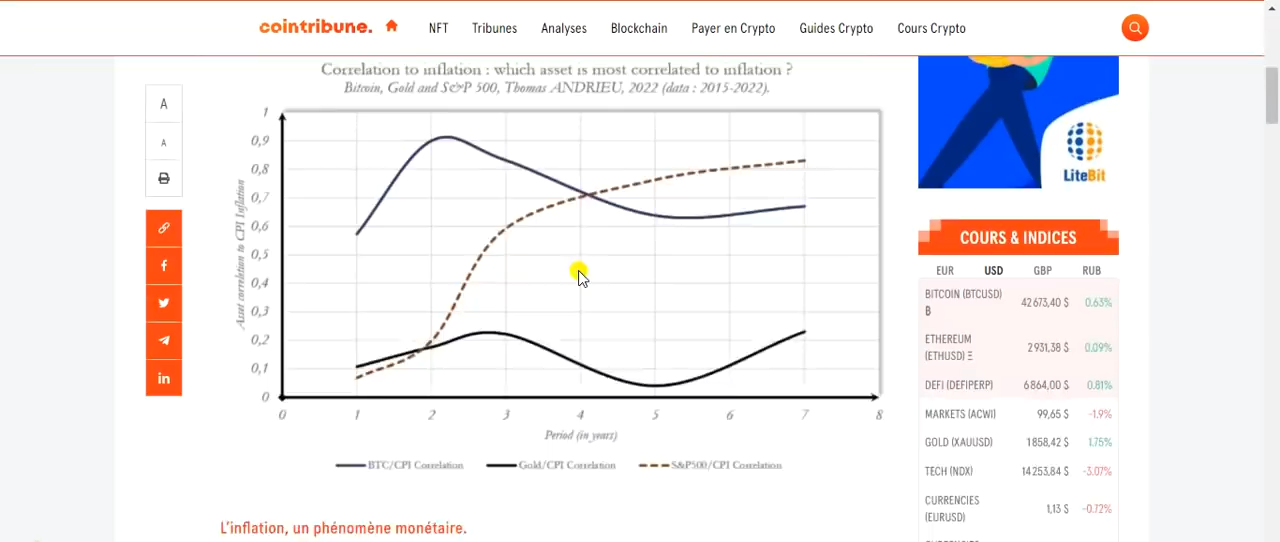 cointribune.
NFT Tribunes Analyses Blockchain Payer en Crypto Guides Crypto Cours Crypto
A
A
Correlation to inflation : which asset is most correlated to inflation ?
Bitcoin, Gold and S&P 500, Thomas ANDRIEU, 2022 (data : 2015-2022).
Asset correlation to CPI Inflation
1
0,9
0,8
0,7
0,6
0,5
0,4
0,3
0,2
0,1
0
0 1 2 3 4 5 6 7 8
Period (in years)
BTC/CPI Correlation Gold/CPI Correlation S&P500/CPI Correlation
L'inflation, un phénomène monétaire.
LiteBit
COURS & INDICES
EUR USD GBP RUB
BITCOIN (BTCUSD) 42 673,40 $ 0.63%
₿
ETHEREUM 2 931,38 $ 0.09%
(ETHUSD) Ξ
DEFI (DEFIPERP) 6 864,00 $ 0.81%
MARKETS (ACWI) 99,65 $ -1.9%
GOLD (XAUUSD) 1 858,42 $ 1.75%
TECH (NDX) 14 253,84 $ -3.07%
CURRENCIES 1,13 $ -0.72%
(EURUSD)